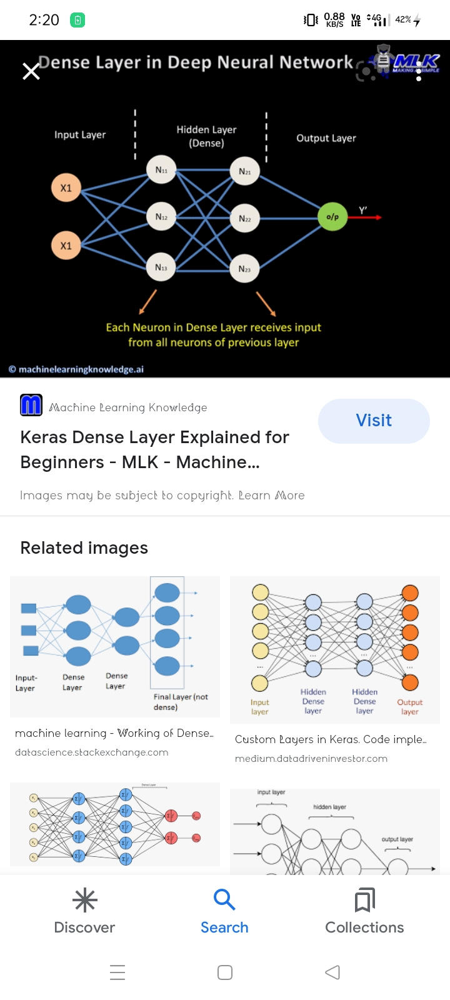 2:20
0.88
KB/S
Vo
LTE
4G
42%
Dense Layer in Deep Neural Network
MLK
Input Layer
Hidden Layer
(Dense)
Output Layer
X1
X1
N11
N12
N13
N21
N22
N23
o/p
Y'
Each Neuron in Dense Layer receives input
from all neurons of previous layer
© machinelearningknowledge.ai
Machine Learning Knowledge
Keras Dense Layer Explained for
Beginners - MLK - Machine...
Visit
Images may be subject to copyright. Learn More
Related images
Input-
Layer
Dense
Layer
Dense
Layer
Final Layer (not
dense)
Input
layer
Hidden
Dense
layer
Hidden
Dense
layer
Output
layer
machine learning - Working of Dense...
datascience.stackexchange.com
Custom Layers in Keras. Code imple...
medium.datadriveninvestor.com
Dense Layer
input layer
hidden layer
output layer
Discover
Search
Collections